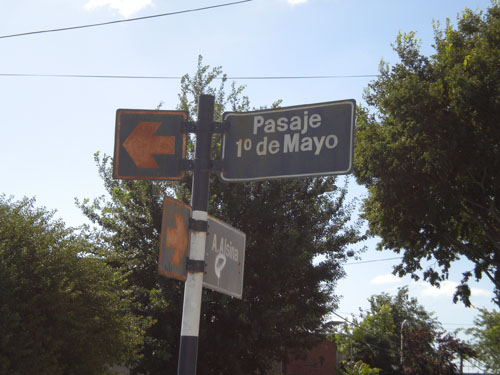 Pasaje
1º de Mayo
A. Alsina